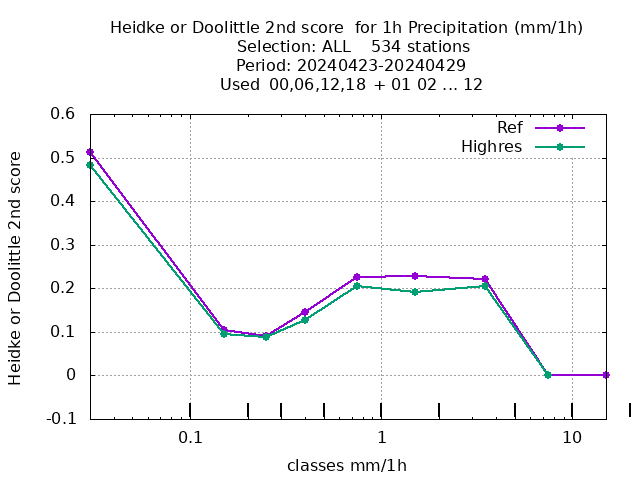 Heidke or Doolittle 2nd score  for 1h Precipitation (mm/1h)
Selection: ALL    534 stations
Period: 20240423-20240429
Used  00,06,12,18  + 01 02 ... 12
Ref
Highres
0.6
0.5
0.4
0.3
0.2
0.1
0
-0.1
Heidke or Doolittle 2nd score
0.1 1 10
classes mm/1h